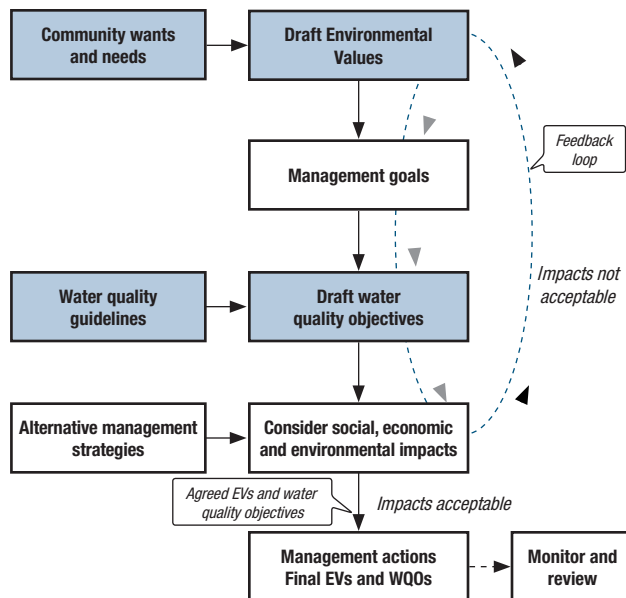 Community wants
and needs
Draft Environmental
Values
Feedback
loop
Management goals
Impacts not
acceptable
Water quality
guidelines
Draft water
quality objectives
Alternative management
strategies
Consider social, economic
and environmental impacts
Agreed EVs and water
quality objectives
Impacts acceptable
Management actions
Final EVs and WQOs
Monitor and
review